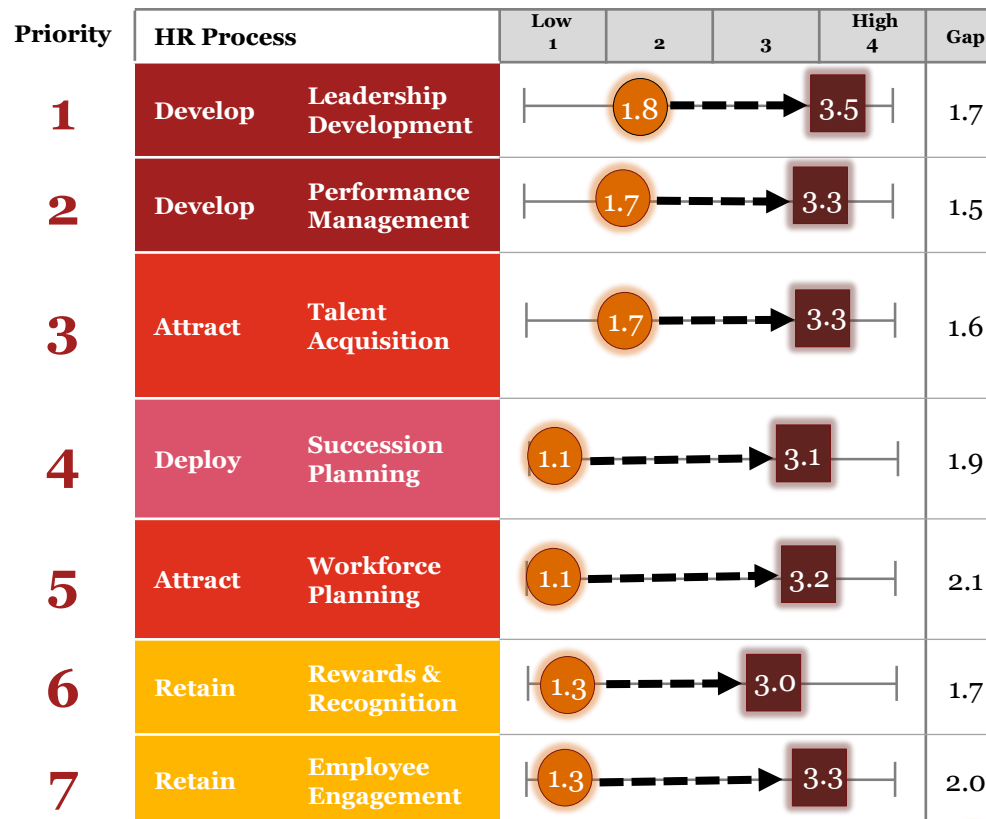 Priority HR Process Low 1 2 3 High 4 Gap
1 Develop Leadership Development 1.8 3.5 1.7
2 Develop Performance Management 1.7 3.3 1.5
3 Attract Talent Acquisition 1.7 3.3 1.6
4 Deploy Succession Planning 1.1 3.1 1.9
5 Attract Workforce Planning 1.1 3.2 2.1
6 Retain Rewards & Recognition 1.3 3.0 1.7
7 Retain Employee Engagement 1.3 3.3 2.0